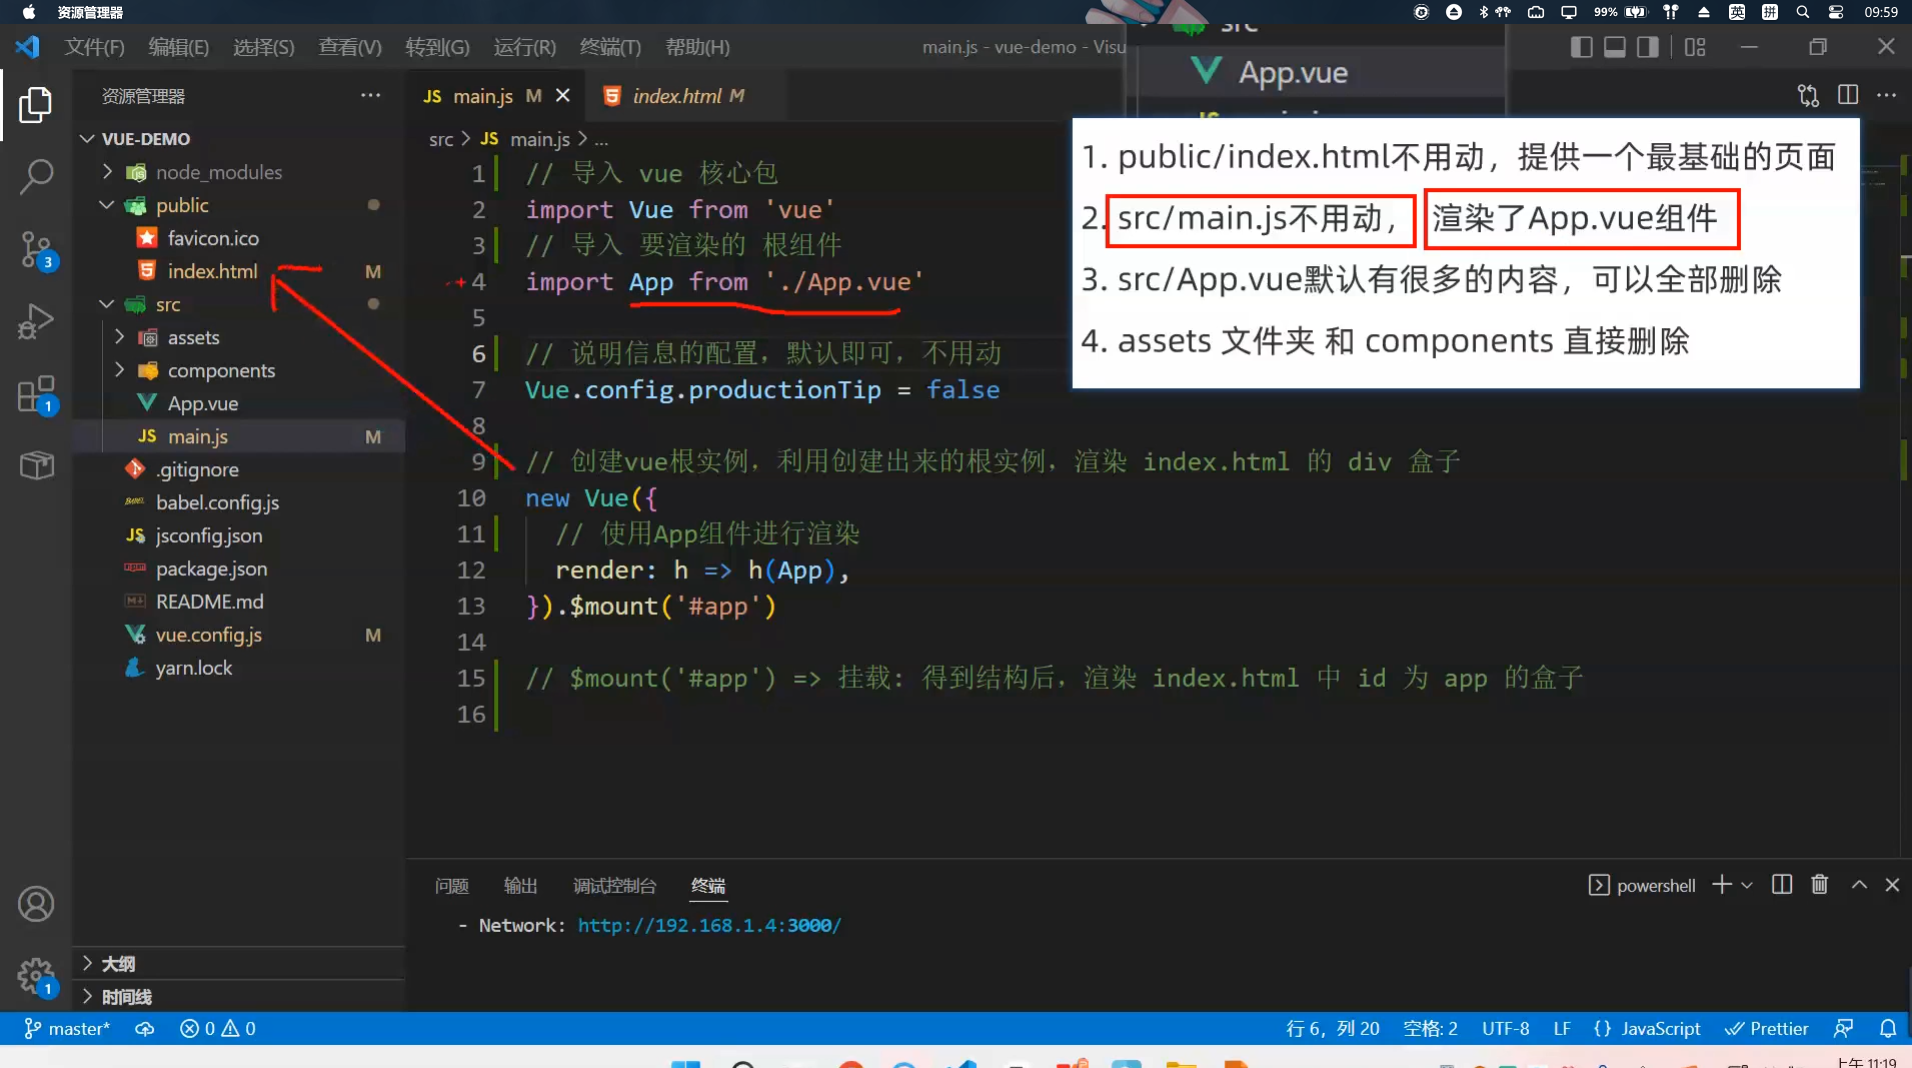 资源管理器
99%
英
拼
09:59
文件(F) 编辑(E) 选择(S) 查看(V) 转到(G) 运行(R) 终端(T) 帮助(H)
main.js - vue-demo - Visu
src
App.vue
资源管理器
JS main.js M
index.html M
VUE-DEMO
node_modules
public
favicon.ico
index.html M
src
assets
components
App.vue
JS main.js M
.gitignore
babel.config.js
JS jsconfig.json
package.json
README.md
vue.config.js M
yarn.lock
大纲
时间线
3
1
1
src > JS main.js > ...
1 // 导入 vue 核心包
2 import Vue from 'vue'
3 // 导入 要渲染的 根组件
4 import App from './App.vue'
5
6 // 说明信息的配置，默认即可，不用动
7 Vue.config.productionTip = false
8
9 // 创建vue根实例，利用创建出来的根实例，渲染 index.html 的 div 盒子
10 new Vue({
11 // 使用App组件进行渲染
12 render: h => h(App),
13 }).$mount('#app')
14
15 // $mount('#app') => 挂载: 得到结构后，渲染 index.html 中 id 为 app 的盒子
16
1. public/index.html不用动，提供一个最基础的页面
2. src/main.js不用动，渲染了App.vue组件
3. src/App.vue默认有很多的内容，可以全部删除
4. assets 文件夹 和 components 直接删除
问题 输出 调试控制台 终端
powershell
- Network: http://192.168.1.4:3000/
master* 0 0
行 6，列 20 空格: 2 UTF-8 LF {} JavaScript Prettier
上午 11:19